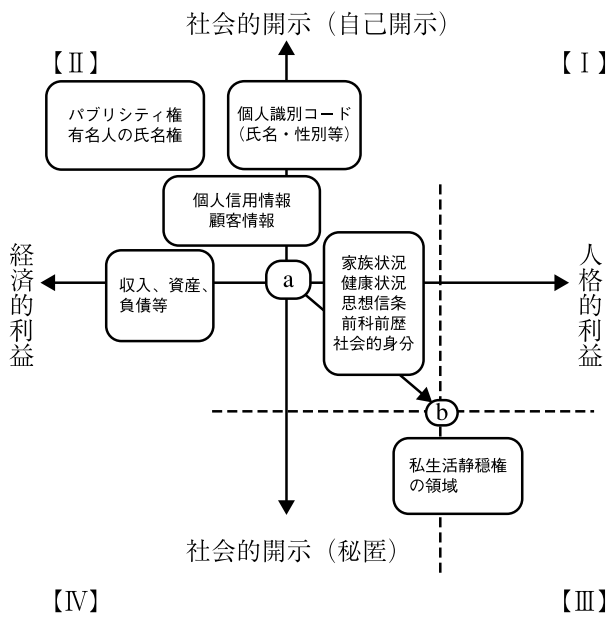 社会的開示（自己開示）
【Ⅱ】
【Ⅰ】
パブリシティ権
有名人の氏名権
個人識別コード
（氏名・性別等）
個人信用情報
顧客情報
経済的利益
人格的利益
収入、資産、
負債等
a
家族状況
健康状況
思想信条
前科前歴
社会的身分
b
私生活静穏権
の領域
社会的開示（秘匿）
【Ⅳ】
【Ⅲ】